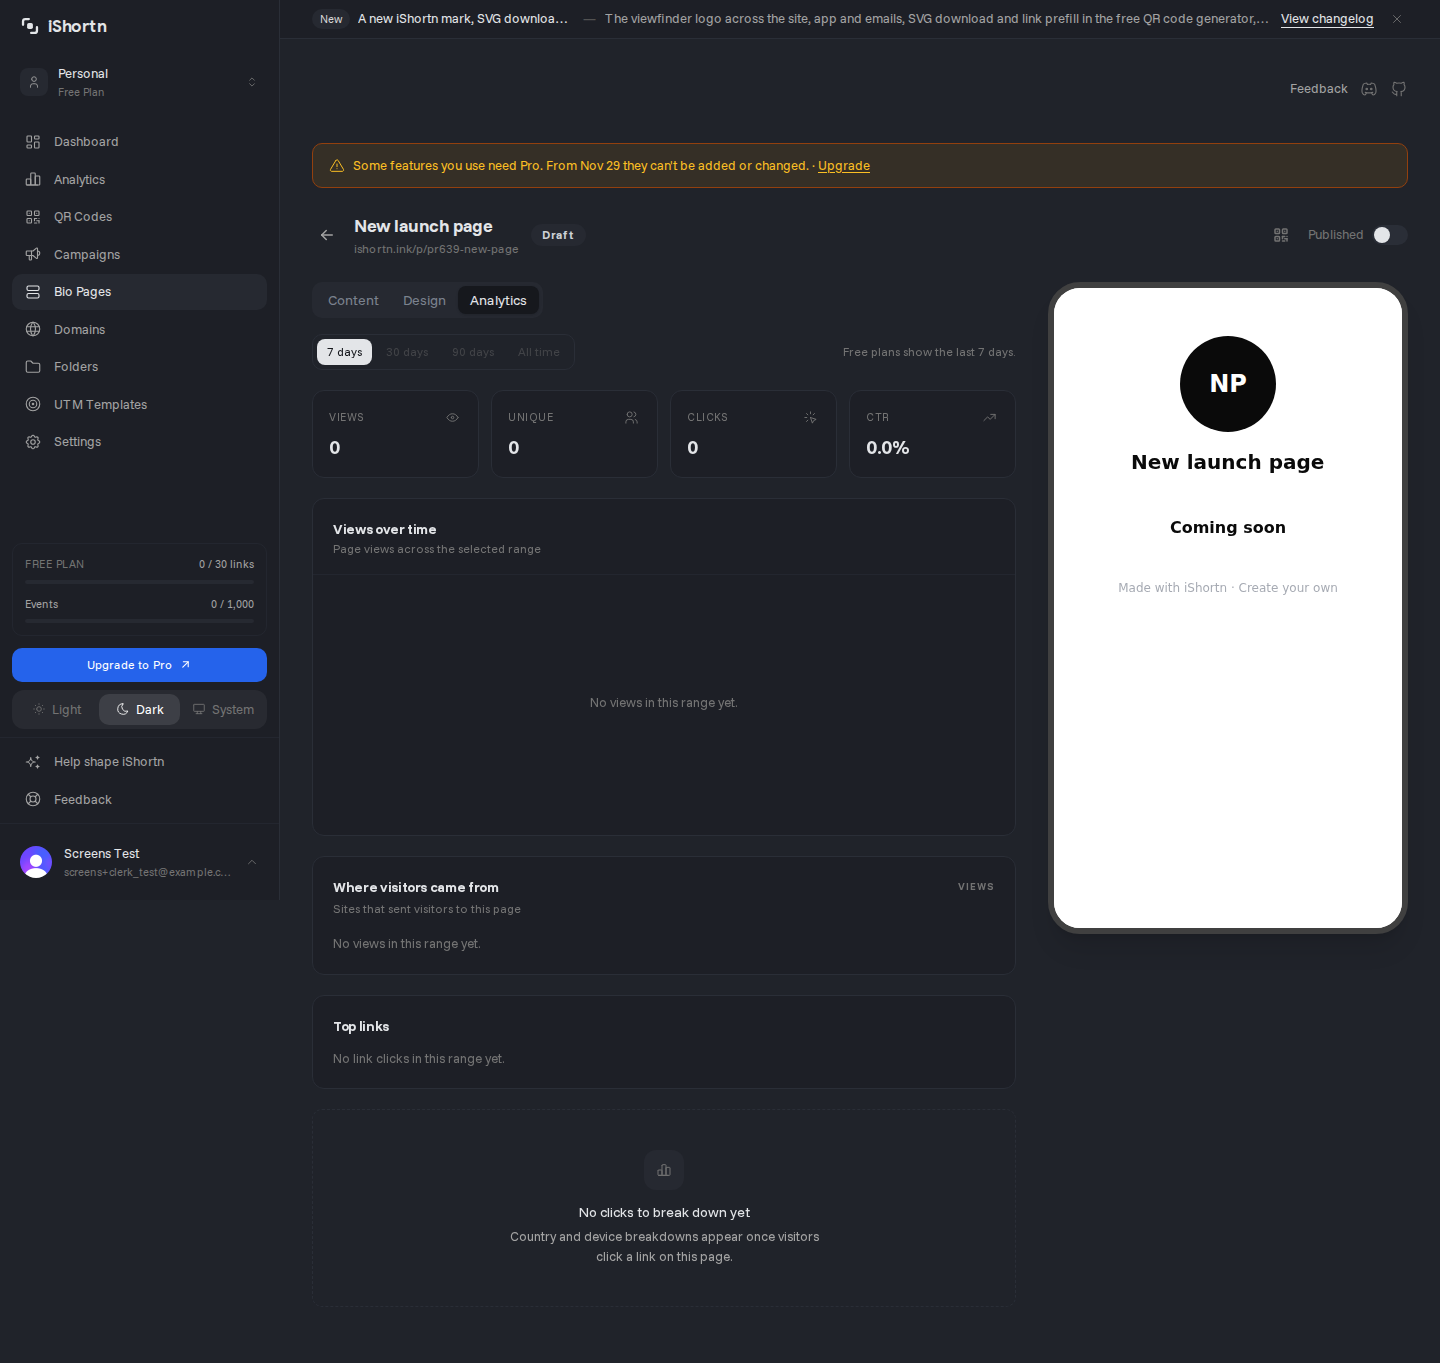 iShortn
Personal
Free Plan
Dashboard
Analytics
QR Codes
Campaigns
Bio Pages
Domains
Folders
UTM Templates
Settings
FREE PLAN 0 / 30 links
Events 0 / 1,000
Upgrade to Pro
Light Dark System
Help shape iShortn
Feedback
Screens Test
screens+clerk_test@example.c...
New A new iShortn mark, SVG downloa... — The viewfinder logo across the site, app and emails, SVG download and link prefill in the free QR code generator,... View changelog
Feedback
Some features you use need Pro. From Nov 29 they can't be added or changed. · Upgrade
New launch page Draft
ishortn.ink/p/pr639-new-page
Published
Content Design Analytics
7 days 30 days 90 days All time
Free plans show the last 7 days.
VIEWS UNIQUE CLICKS CTR
0 0 0 0.0%
Views over time
Page views across the selected range
No views in this range yet.
Where visitors came from VIEWS
Sites that sent visitors to this page
No views in this range yet.
Top links
No link clicks in this range yet.
No clicks to break down yet
Country and device breakdowns appear once visitors
click a link on this page.
NP
New launch page
Coming soon
Made with iShortn · Create your own